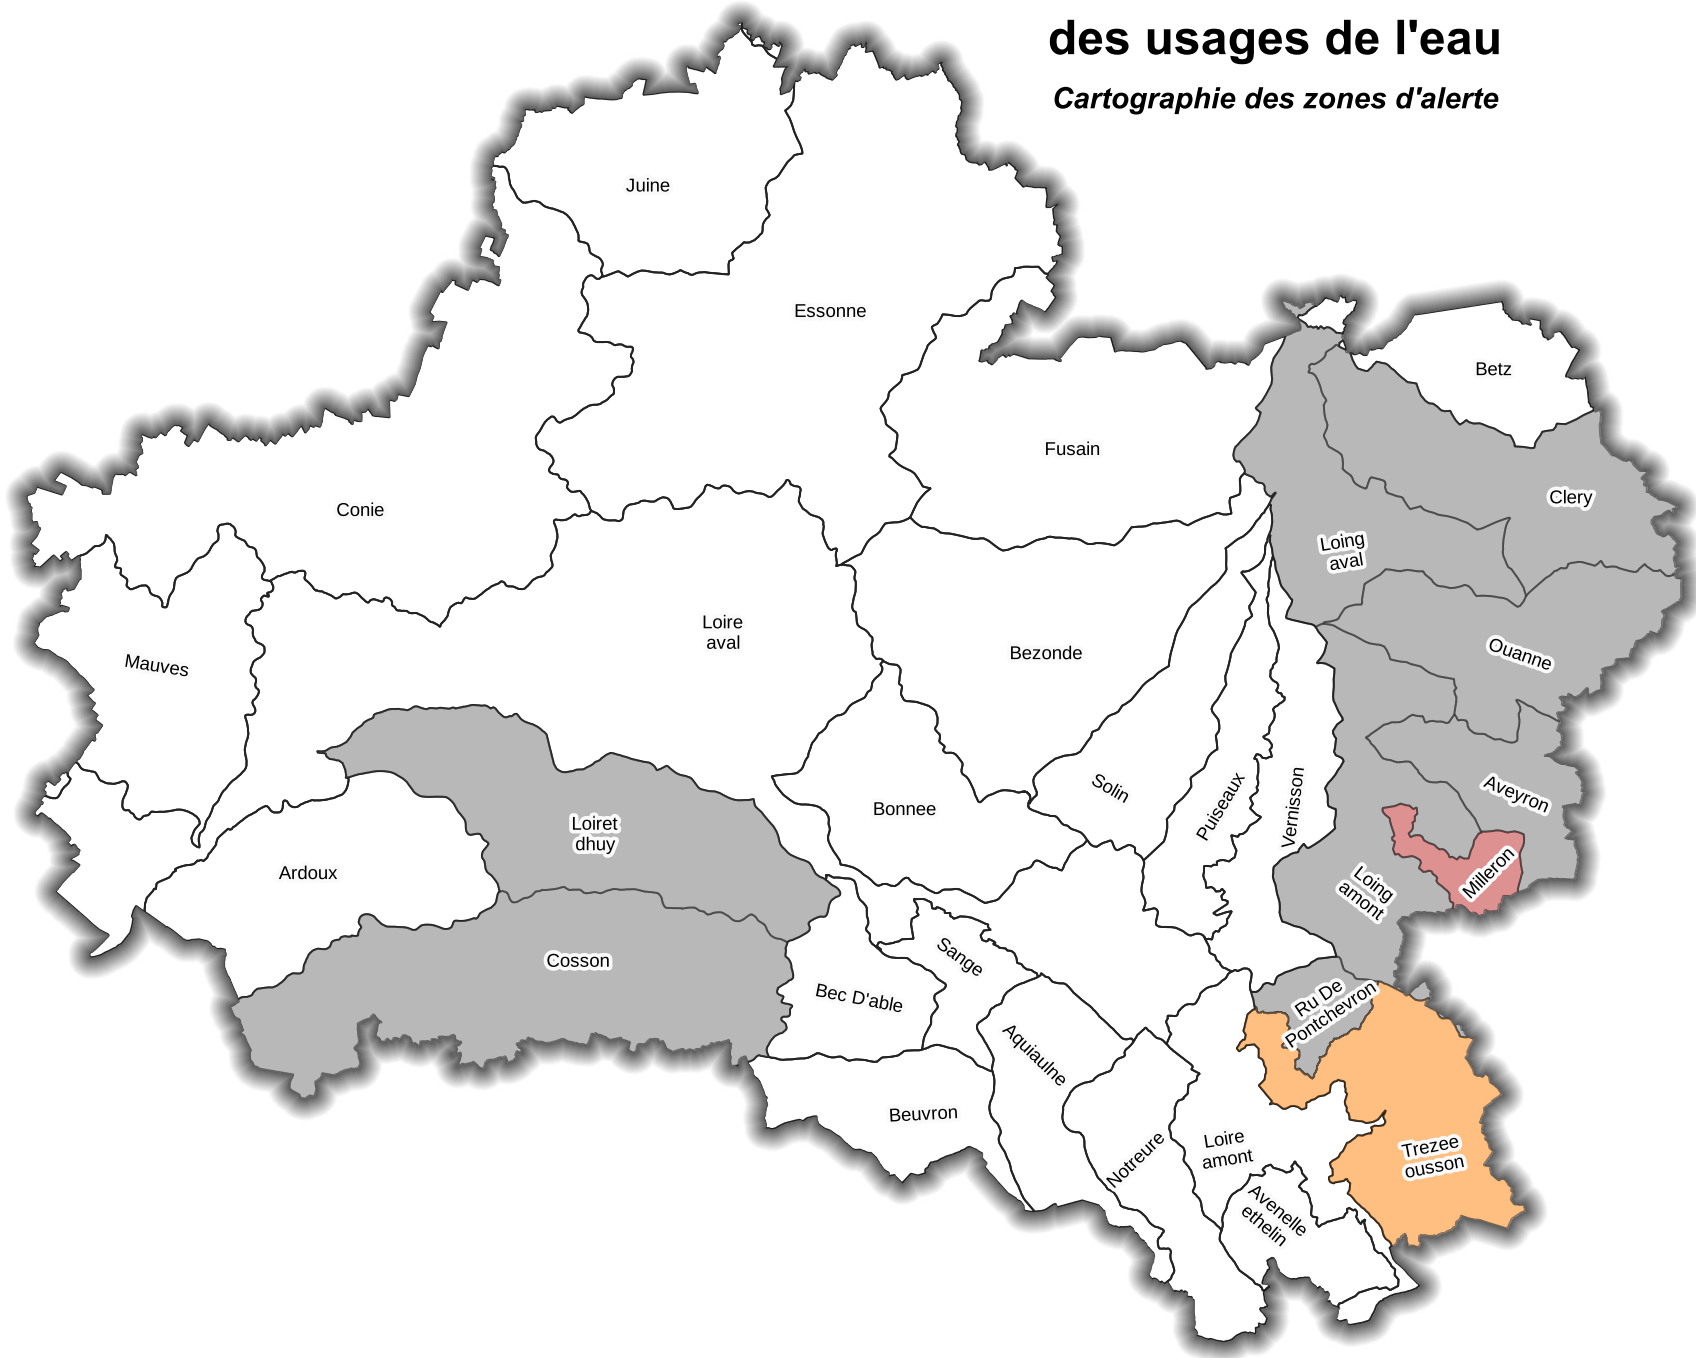 des usages de l'eau
Cartographie des zones d'alerte
Juine
Essonne
Betz
Fusain
Clery
Conie
Loing
aval
Loire
aval
Bezonde
Ouanne
Mauves
Solin
Puiseaux
Vernisson
Aveyron
Bonnee
Loiret
dhuy
Ardoux
Milleron
Loing
amont
Cosson
Sange
Bec D'able
Ru De
Pontchevron
Aquiaulne
Beuvron
Notreure
Loire
amont
Trezee
ousson
Avenelle
ethelin